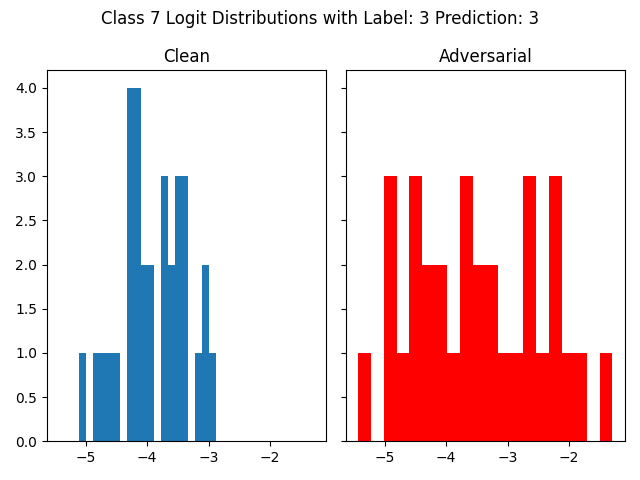 Class 7 Logit Distributions with Label: 3 Prediction: 3
Clean
Adversarial
4.0
3.5
3.0
2.5
2.0
1.5
1.0
0.5
0.0
−5 −4 −3 −2
−5 −4 −3 −2